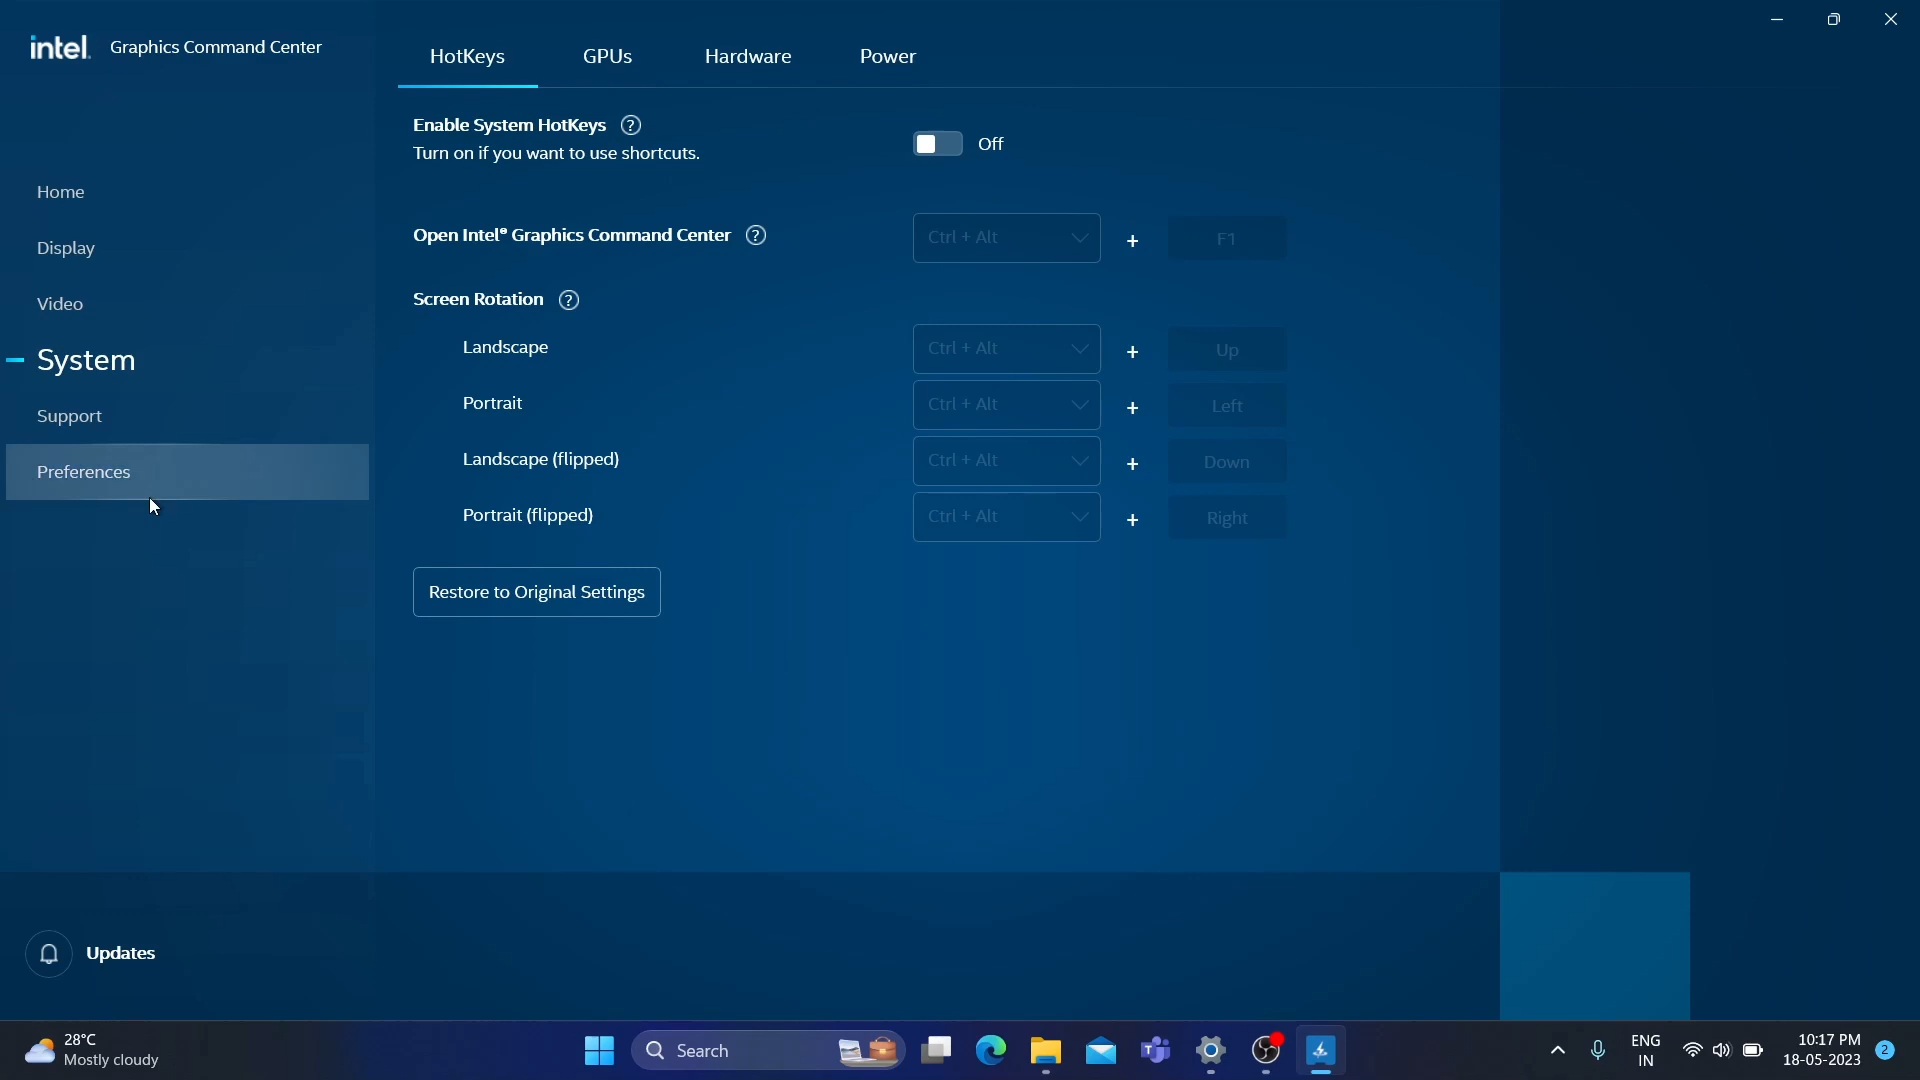 intel. Graphics Command Center
HotKeys GPUs Hardware Power
Enable System HotKeys ?
Turn on if you want to use shortcuts.
Off
Home
Display
Video
System
Support
Preferences
Open Intel® Graphics Command Center ? Ctrl + Alt + F1
Screen Rotation ?
Landscape Ctrl + Alt + Up
Portrait Ctrl + Alt + Left
Landscape (flipped) Ctrl + Alt + Down
Portrait (flipped) Ctrl + Alt + Right
Restore to Original Settings
Updates
28°C
Mostly cloudy
Search
ENG
IN
10:17 PM
18-05-2023
2